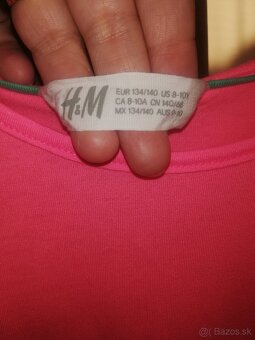 H&M
EUR 134/140 US 8-10Y
CA 8-10A CN 140/68
MX 134/140 AUS 8-10
© Bazos.sk